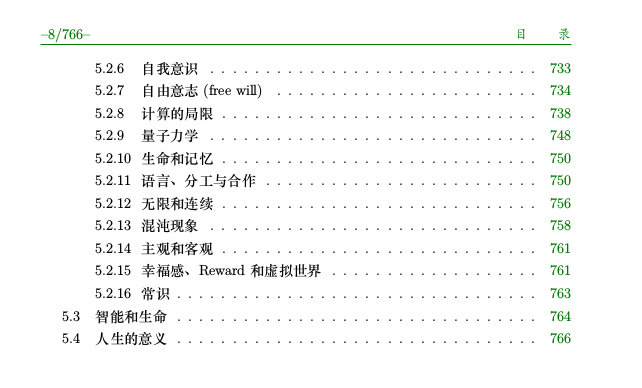 –8/766– 目 录
5.2.6 自我意识 . . . . . . . . . . . . . . . . . . . . . . . . . . . . . . 733
5.2.7 自由意志 (free will) . . . . . . . . . . . . . . . . . . . . . . . . 734
5.2.8 计算的局限 . . . . . . . . . . . . . . . . . . . . . . . . . . . . . 738
5.2.9 量子力学 . . . . . . . . . . . . . . . . . . . . . . . . . . . . . . 748
5.2.10 生命和记忆 . . . . . . . . . . . . . . . . . . . . . . . . . . . . . 750
5.2.11 语言、分工与合作 . . . . . . . . . . . . . . . . . . . . . . . . . 750
5.2.12 无限和连续 . . . . . . . . . . . . . . . . . . . . . . . . . . . . . 756
5.2.13 混沌现象 . . . . . . . . . . . . . . . . . . . . . . . . . . . . . . 758
5.2.14 主观和客观 . . . . . . . . . . . . . . . . . . . . . . . . . . . . . 761
5.2.15 幸福感、Reward 和虚拟世界 . . . . . . . . . . . . . . . . . . . 761
5.2.16 常识 . . . . . . . . . . . . . . . . . . . . . . . . . . . . . . . . . 763
5.3 智能和生命 . . . . . . . . . . . . . . . . . . . . . . . . . . . . . . . . . 764
5.4 人生的意义 . . . . . . . . . . . . . . . . . . . . . . . . . . . . . . . . . 766